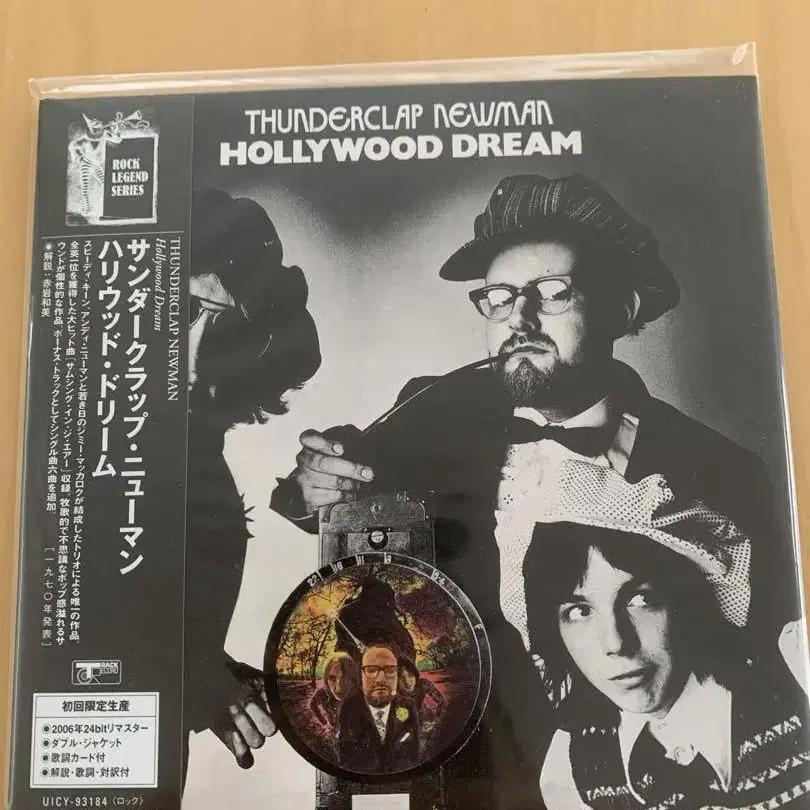 THUNDERCLAP NEWMAN
HOLLYWOOD DREAM
ROCK
LEGEND
SERIES
THUNDERCLAP NEWMAN
Hollywood Dream
サンダークラップ・ニューマン
ハリウッド・ドリーム
スピーディ・キーン、アンディ・ニューマンと若き日のジミー・マッカロクが結成したトリオによる唯一の作品。
全英一位を獲得した大ヒット曲「サムシング・イン・ジ・エアー」収録。牧歌的で不思議なポップ感溢れるサ
ウンドが個性的な作品。ボーナス・トラックとしてシングル曲六曲を追加
[一九七〇年発表]
●解説：赤岩和美
TRACK
RECORD
初回限定生産
●2006年24bitリマスター
●ダブル・ジャケット
●歌詞カード付
●解説・歌詞・対訳付
UICY-93184〈ロック〉